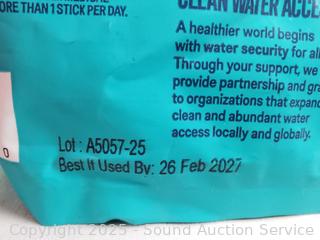 ORE THAN 1 STICK PER DAY.
CLEAN WATER ACCES
A healthier world begins
with water security for all
Through your support, we
provide partnership and gra
to organizations that expand
clean and abundant water
access locally and globally.
Lot : A5057-25
Best If Used By: 26 Feb 2027
Copyright 2025 - Sound Auction Service